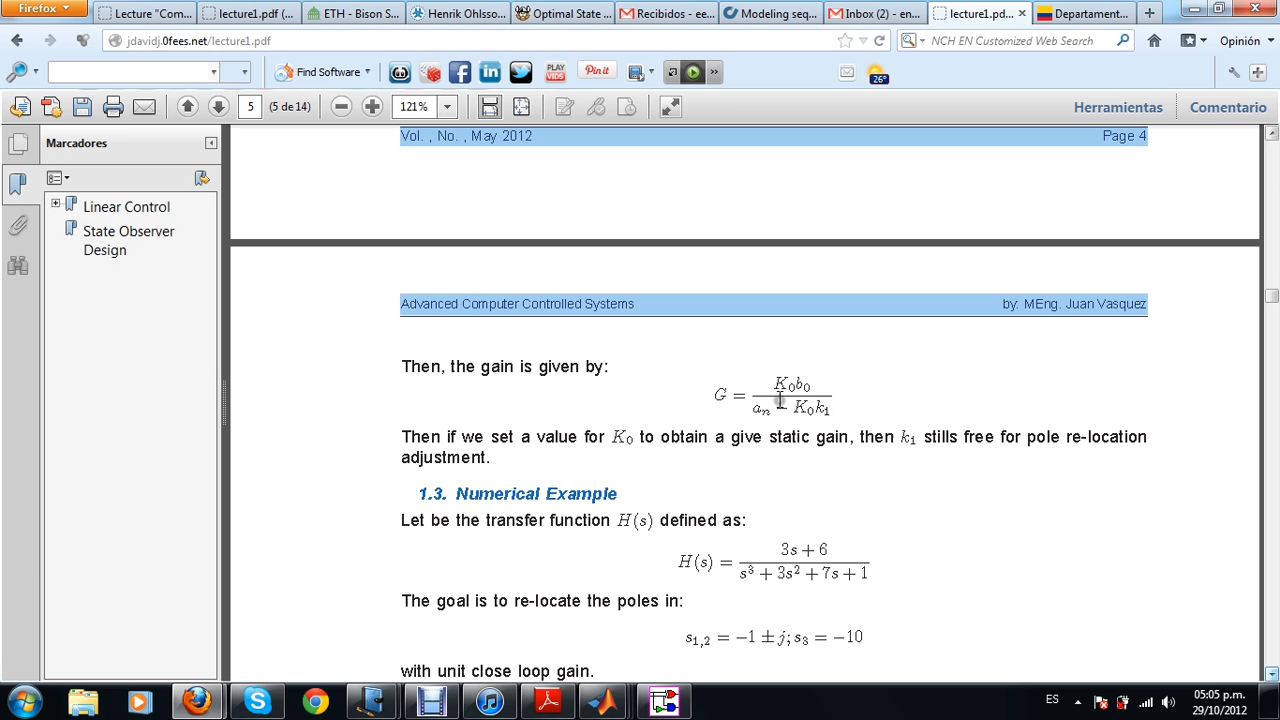 Firefox
Lecture "Com...
lecture1.pdf (...
ETH - Bison S...
Henrik Ohlsso...
Optimal State ...
Recibidos - ee...
Modeling seq...
Inbox (2) - en...
lecture1.pd...
Departament...
jdavidj.0fees.net/lecture1.pdf
NCH EN Customized Web Search
Opinión
Find Software
PLAY VIDS
Pin it
26°
5 (5 de 14)
121%
Herramientas
Comentario
Marcadores
Linear Control
State Observer
Design
Vol. , No. , May 2012 Page 4
Advanced Computer Controlled Systems by: MEng. Juan Vasquez
Then, the gain is given by:
G = K₀b₀ / (aₙ − K₀k₁)
Then if we set a value for K₀ to obtain a give static gain, then k₁ stills free for pole re-location
adjustment.
1.3. Numerical Example
Let be the transfer function H(s) defined as:
H(s) = (3s + 6) / (s³ + 3s² + 7s + 1)
The goal is to re-locate the poles in:
s₁,₂ = −1 ± j; s₃ = −10
with unit close loop gain.
ES
05:05 p.m.
29/10/2012